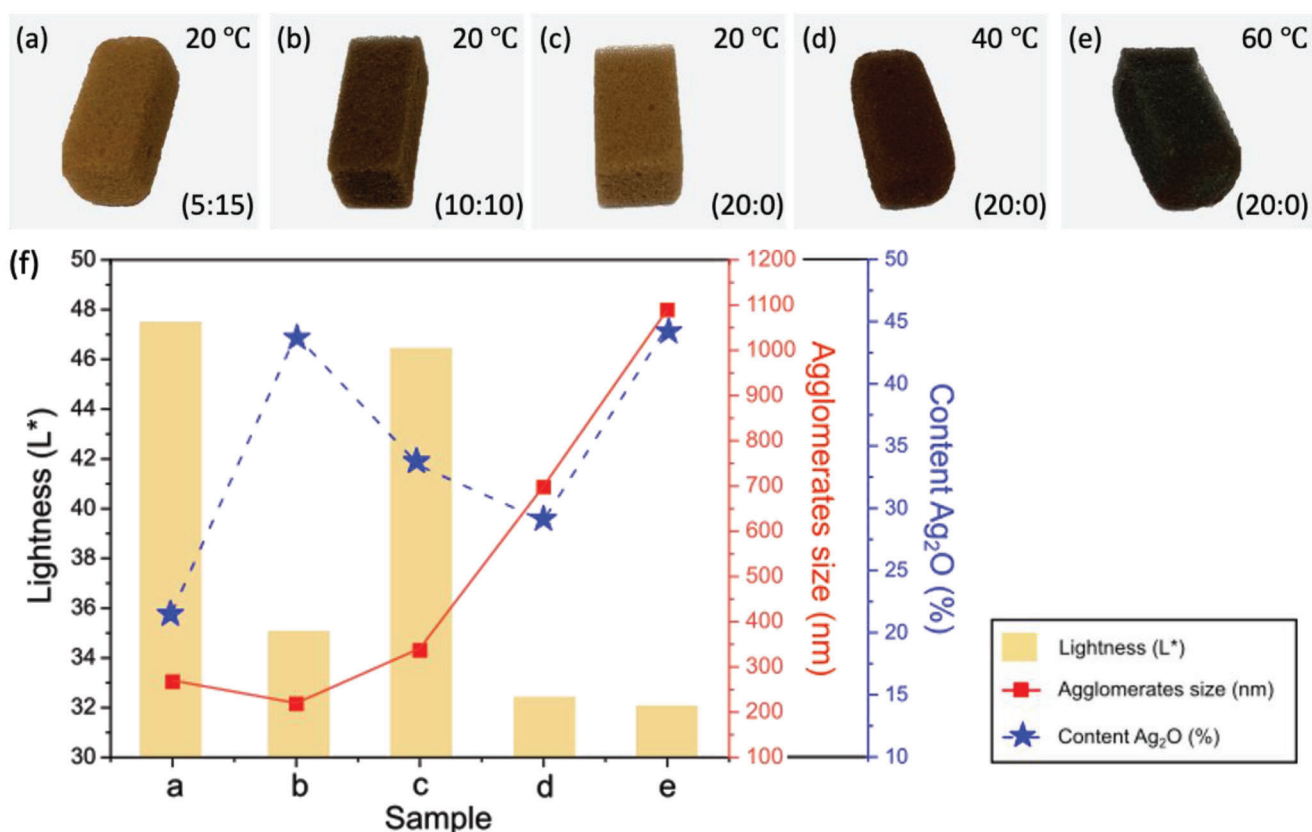 (a) 20 °C
(5:15)
(b) 20 °C
(10:10)
(c) 20 °C
(20:0)
(d) 40 °C
(20:0)
(e) 60 °C
(20:0)
(f)
Lightness (L*)
50
48
46
44
42
40
38
36
34
32
30
a b c d e
Sample
1200
1100
1000
900
800
700
600
500
400
300
200
100
Agglomerates size (nm)
50
45
40
35
30
25
20
15
10
Content Ag₂O (%)
Lightness (L*)
Agglomerates size (nm)
Content Ag₂O (%)